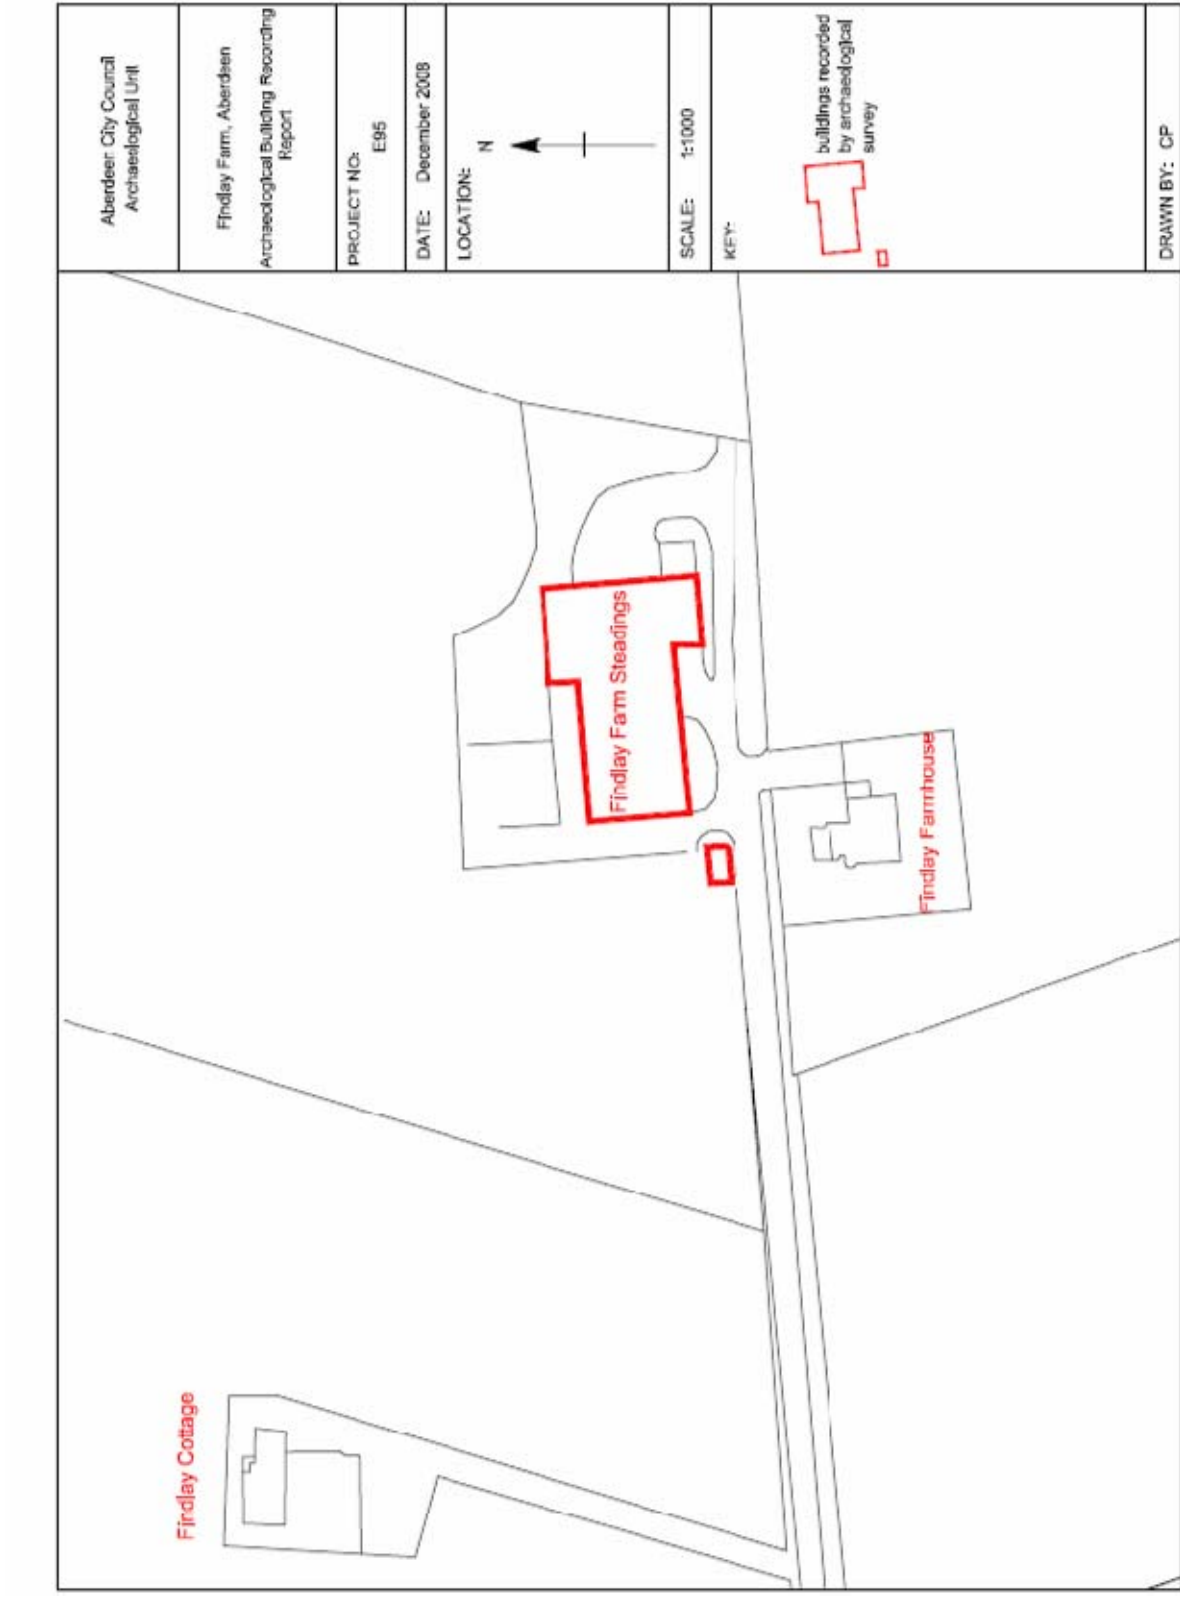 Aberdeen City Council
Archaeological Unit
Findlay Farm, Aberdeen
Archaeological Building Recording
Report
PROJECT NO:
E95
DATE: December 2008
LOCATION:
N
SCALE: 1:1000
KEY:
buildings recorded
by archaeological
survey
DRAWN BY: CP
Findlay Cottage
Findlay Farm Steadings
Findlay Farmhouse